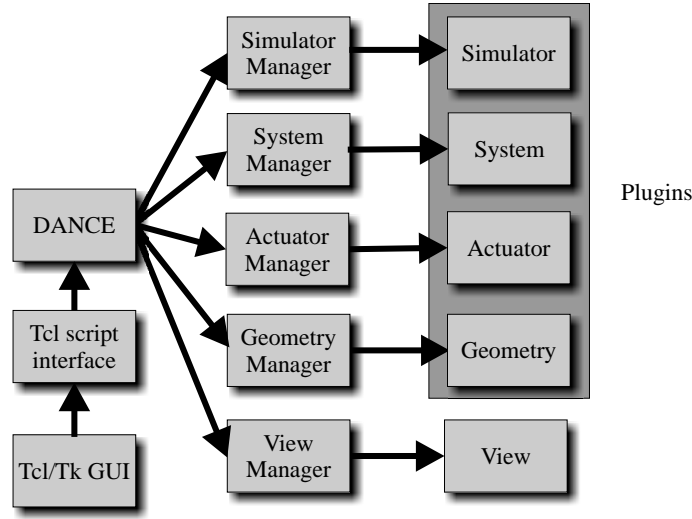 Simulator
Manager
Simulator
System
Manager
System
Plugins
DANCE
Actuator
Manager
Actuator
Tcl script
interface
Geometry
Manager
Geometry
Tcl/Tk GUI
View
Manager
View